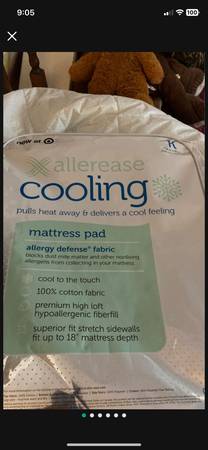 9:05
100
now at
allerease
cooling
pulls heat away & delivers a cool feeling
mattress pad
allergy defense® fabric
blocks dust mite matter and other nonliving
allergens from collecting in your mattress.
cool to the touch
100% cotton fabric
premium high loft
hypoallergenic fiberfill
superior fit stretch sidewalls
fit up to 18" mattress depth